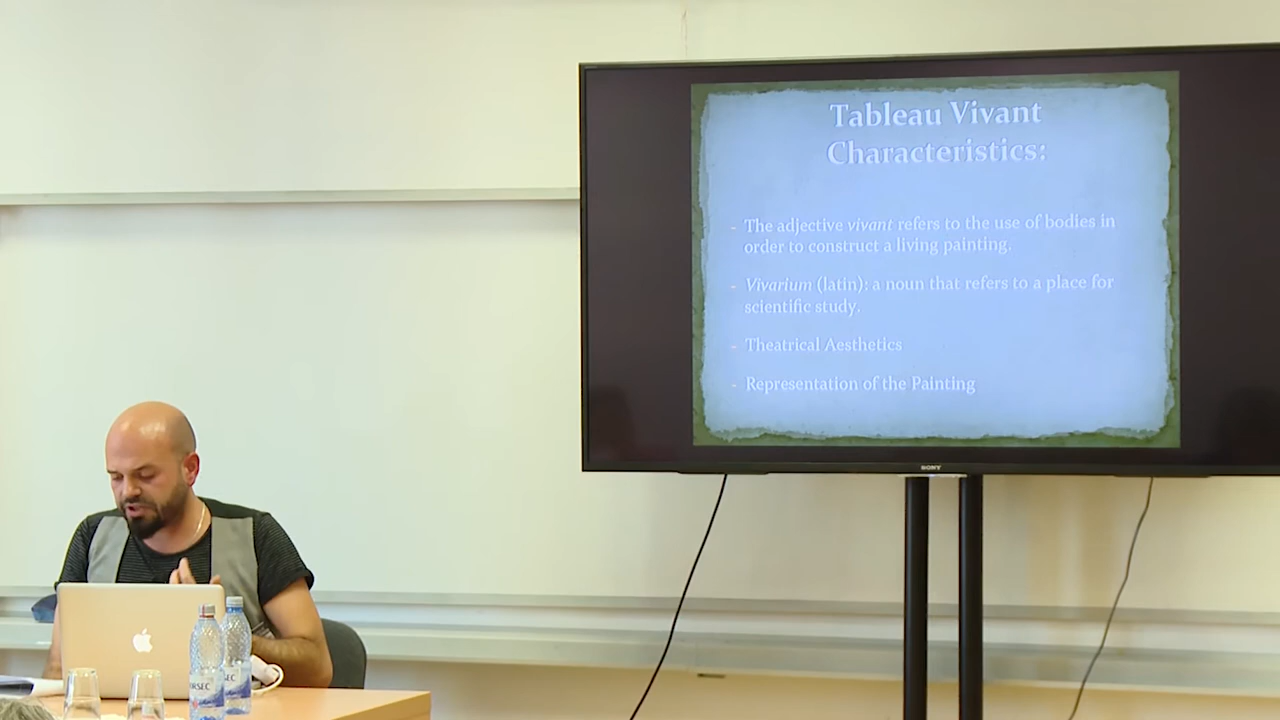 Tableau Vivant
Characteristics:
- The adjective vivant refers to the use of bodies in
order to construct a living painting.
- Vivarium (latin): a noun that refers to a place for
scientific study.
- Theatrical Aesthetics
- Representation of the Painting
SONY